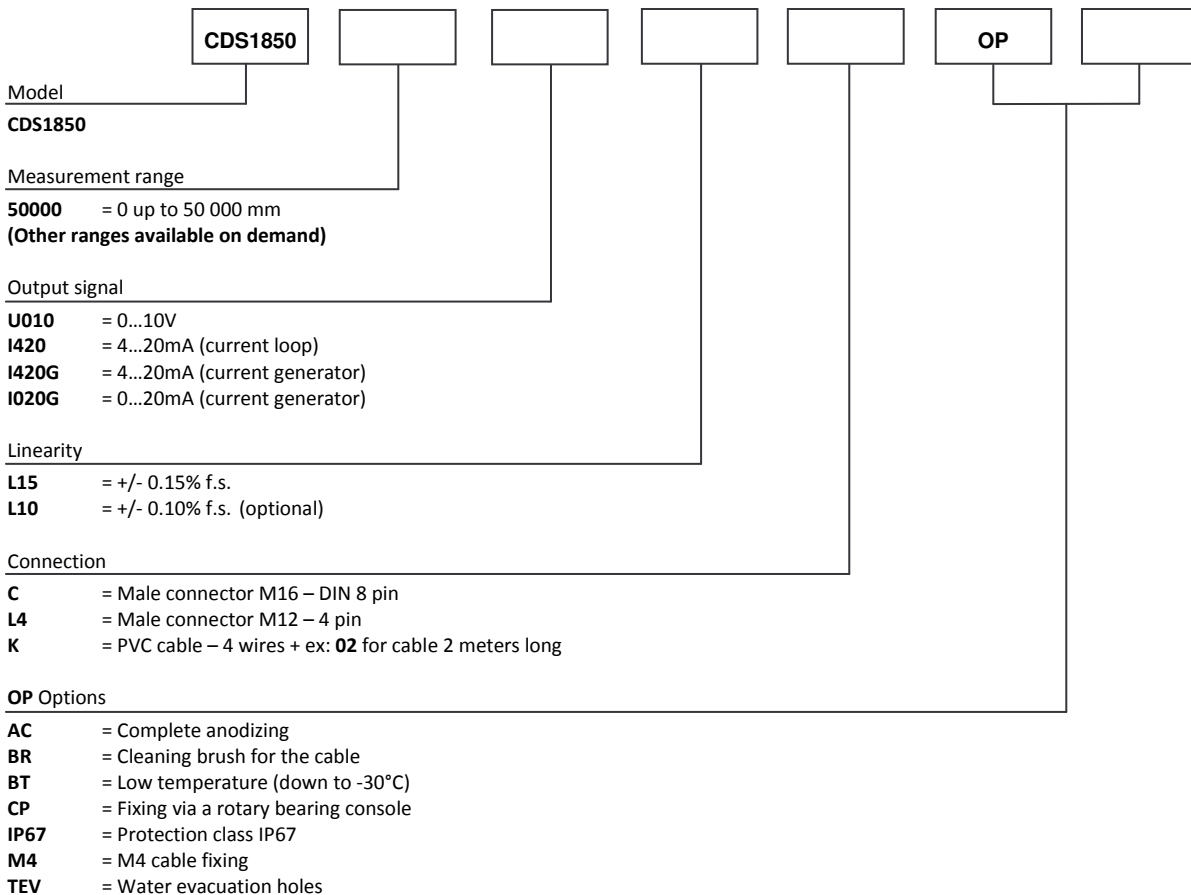 CDS1850 OP
Model
CDS1850
Measurement range
50000 = 0 up to 50 000 mm
(Other ranges available on demand)
Output signal
U010 = 0...10V
I420 = 4...20mA (current loop)
I420G = 4...20mA (current generator)
I020G = 0...20mA (current generator)
Linearity
L15 = +/- 0.15% f.s.
L10 = +/- 0.10% f.s. (optional)
Connection
C = Male connector M16 – DIN 8 pin
L4 = Male connector M12 – 4 pin
K = PVC cable – 4 wires + ex: 02 for cable 2 meters long
OP Options
AC = Complete anodizing
BR = Cleaning brush for the cable
BT = Low temperature (down to -30°C)
CP = Fixing via a rotary bearing console
IP67 = Protection class IP67
M4 = M4 cable fixing
TEV = Water evacuation holes